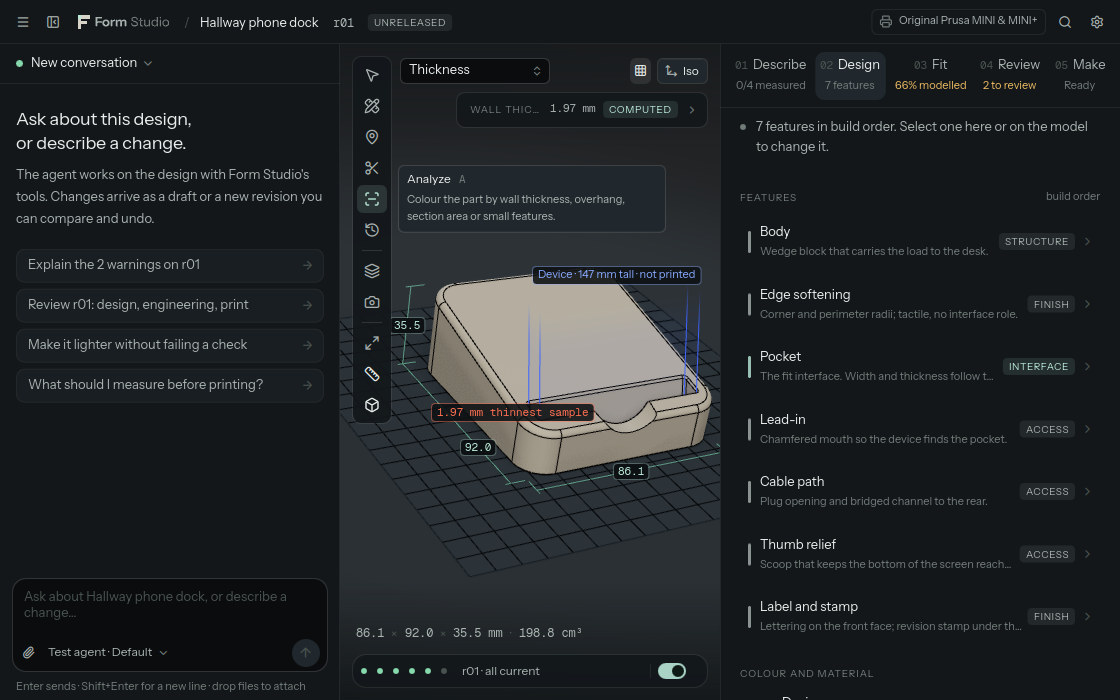 Form Studio / Hallway phone dock r01 UNRELEASED
Original Prusa MINI & MINI+
New conversation
Ask about this design,
or describe a change.
The agent works on the design with Form Studio's
tools. Changes arrive as a draft or a new revision you
can compare and undo.
Explain the 2 warnings on r01
Review r01: design, engineering, print
Make it lighter without failing a check
What should I measure before printing?
Ask about Hallway phone dock, or describe a
change…
Test agent · Default
Enter sends · Shift+Enter for a new line · drop files to attach
Thickness
Iso
WALL THIC… 1.97 mm COMPUTED
Analyze A
Colour the part by wall thickness, overhang,
section area or small features.
Device · 147 mm tall · not printed
35.5
1.97 mm thinnest sample
92.0
86.1
86.1 × 92.0 × 35.5 mm · 198.8 cm³
r01 · all current
01 Describe
0/4 measured
02 Design
7 features
03 Fit
66% modelled
04 Review
2 to review
05 Make
Ready
7 features in build order. Select one here or on the model
to change it.
FEATURES build order
Body
Wedge block that carries the load to the desk.
STRUCTURE
Edge softening
Corner and perimeter radii; tactile, no interface role.
FINISH
Pocket
The fit interface. Width and thickness follow t…
INTERFACE
Lead-in
Chamfered mouth so the device finds the pocket.
ACCESS
Cable path
Plug opening and bridged channel to the rear.
ACCESS
Thumb relief
Scoop that keeps the bottom of the screen reach…
ACCESS
Label and stamp
Lettering on the front face; revision stamp under th…
FINISH
COLOUR AND MATERIAL